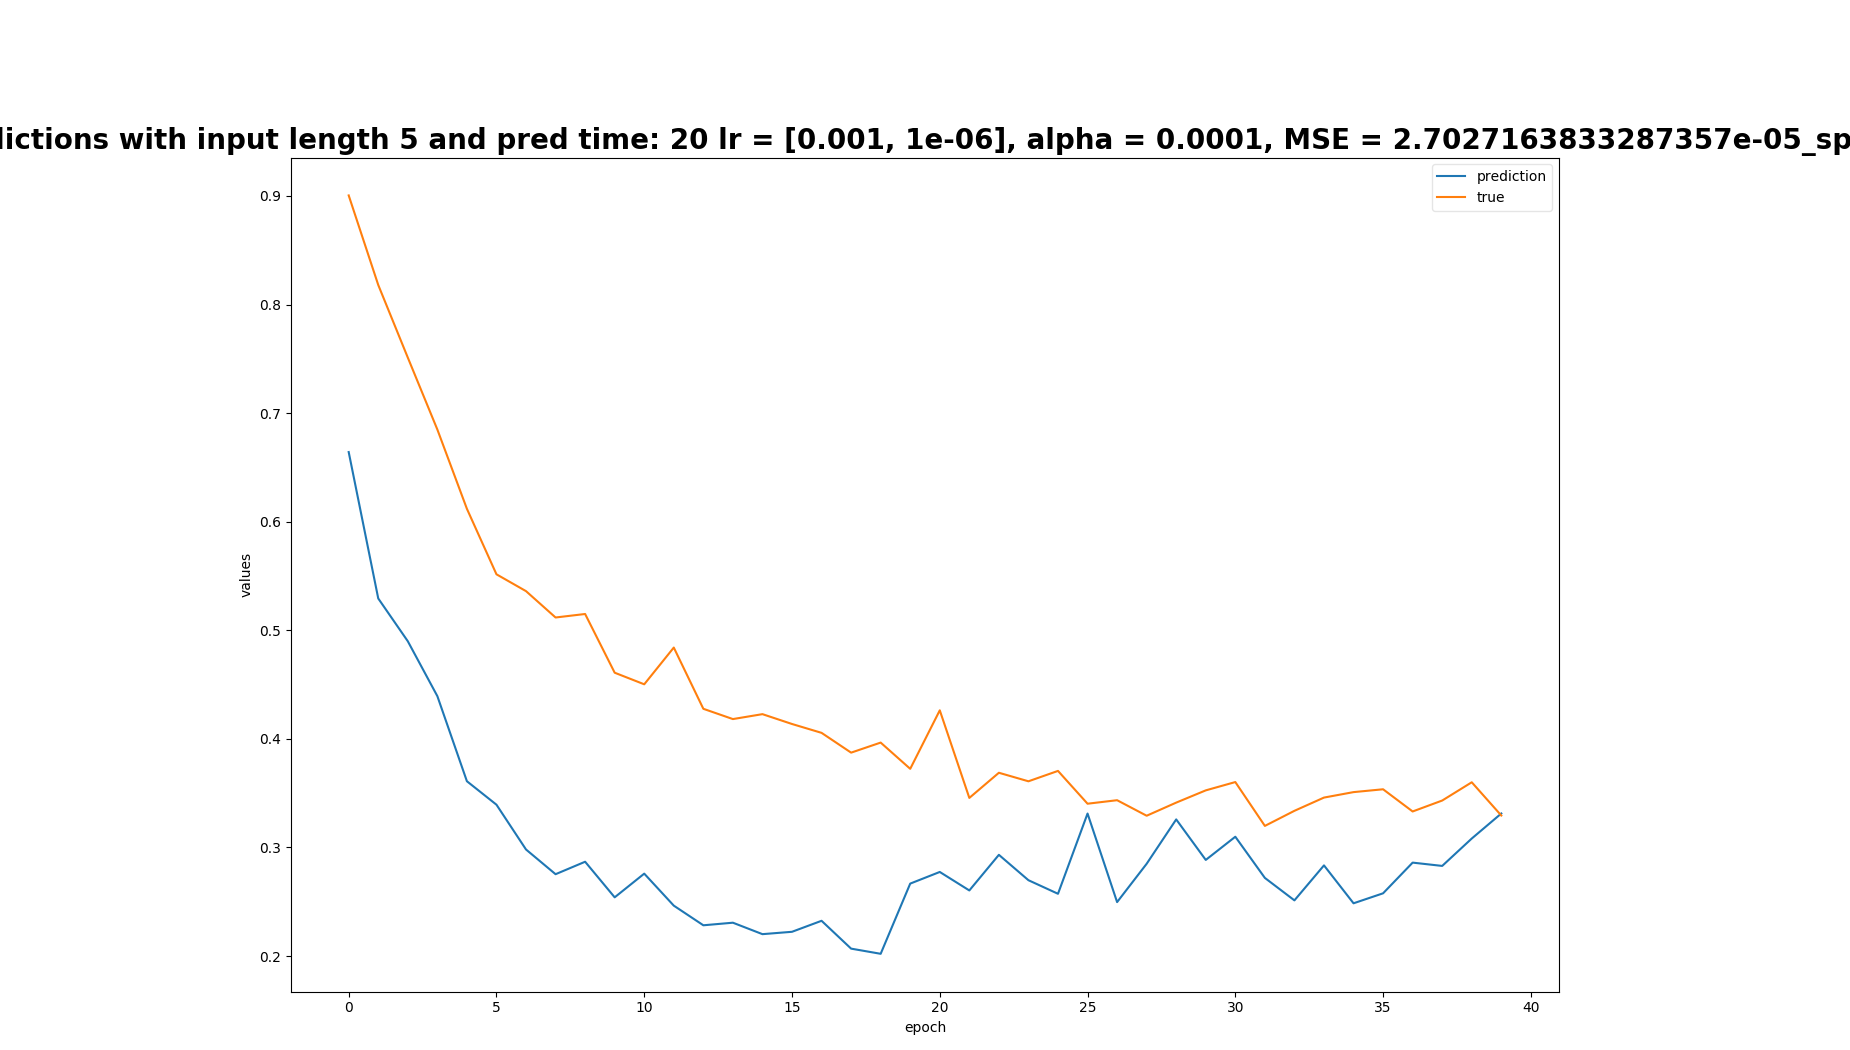 dictions with input length 5 and pred time: 20 lr = [0.001, 1e-06], alpha = 0.0001, MSE = 2.7027163833287357e-05_sp
prediction
true
0.9
0.8
0.7
0.6
0.5
0.4
0.3
0.2
values
0 5 10 15 20 25 30 35 40
epoch